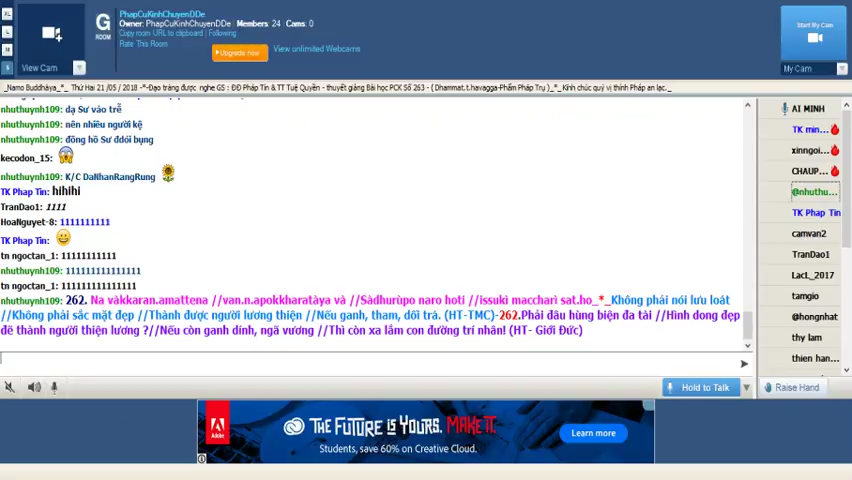 PhapCuKinhChuyenDDe
Owner: PhapCuKinhChuyenDDe Members: 24 Cams: 0
Copy room URL to clipboard | Following
Rate This Room
G
ROOM
Upgrade now
View unlimited Webcams
XL
L
M
S
View Cam
Start My Cam
My Cam
_Namo Buddhàya_*_ Thứ Hai 21 /05 / 2018 -*-Đạo tràng được nghe GS : ĐĐ Pháp Tín & TT Tuệ Quyền - thuyết giảng Bài học PCK Số 263 - ( Dhammat.t.havagga-Phẩm Pháp Trụ )_*_ Kính chúc quý vị thính Pháp an lạc._
nhuthuynh109: dạ Sư vào trễ
nhuthuynh109: nên nhiều người kệ
nhuthuynh109: đồng hồ Sư đdói bụng
kecodon_15:
nhuthuynh109: K/C DaNhanRangRung
TK Phap Tin: hihihi
TranDao1: 1111
HoaNguyet-8: 1111111111
TK Phap Tin:
tn ngoctan_1: 11111111111
nhuthuynh109: 111111111111111
tn ngoctan_1: 111111111111111
nhuthuynh109: 262. Na vàkkaran.amattena //van.n.apokkharatàya và //Sàdhurùpo naro hoti //issukì maccharì sat.ho_*_Không phải nói lưu loát
//Không phải sắc mặt đẹp //Thành được người lương thiện //Nếu ganh, tham, dối trá. (HT-TMC)-262.Phải đâu hùng biện đa tài //Hình dong đẹp
đẽ thành người thiện lương ?//Nếu còn ganh dính, ngã vương //Thì còn xa lắm con đường trí nhân! (HT- Giới Đức)
AI MINH
TK min...
xinngoi...
CHAUP...
@nhuthu...
TK Phap Tin
camvan2
TranDao1
LacL_2017
tamgio
@hongnhat
thy lam
thien han...
Hold to Talk
Raise Hand
Adobe
THE FUTURE IS YOURS. MAKE IT.
Students, save 60% on Creative Cloud.
Learn more